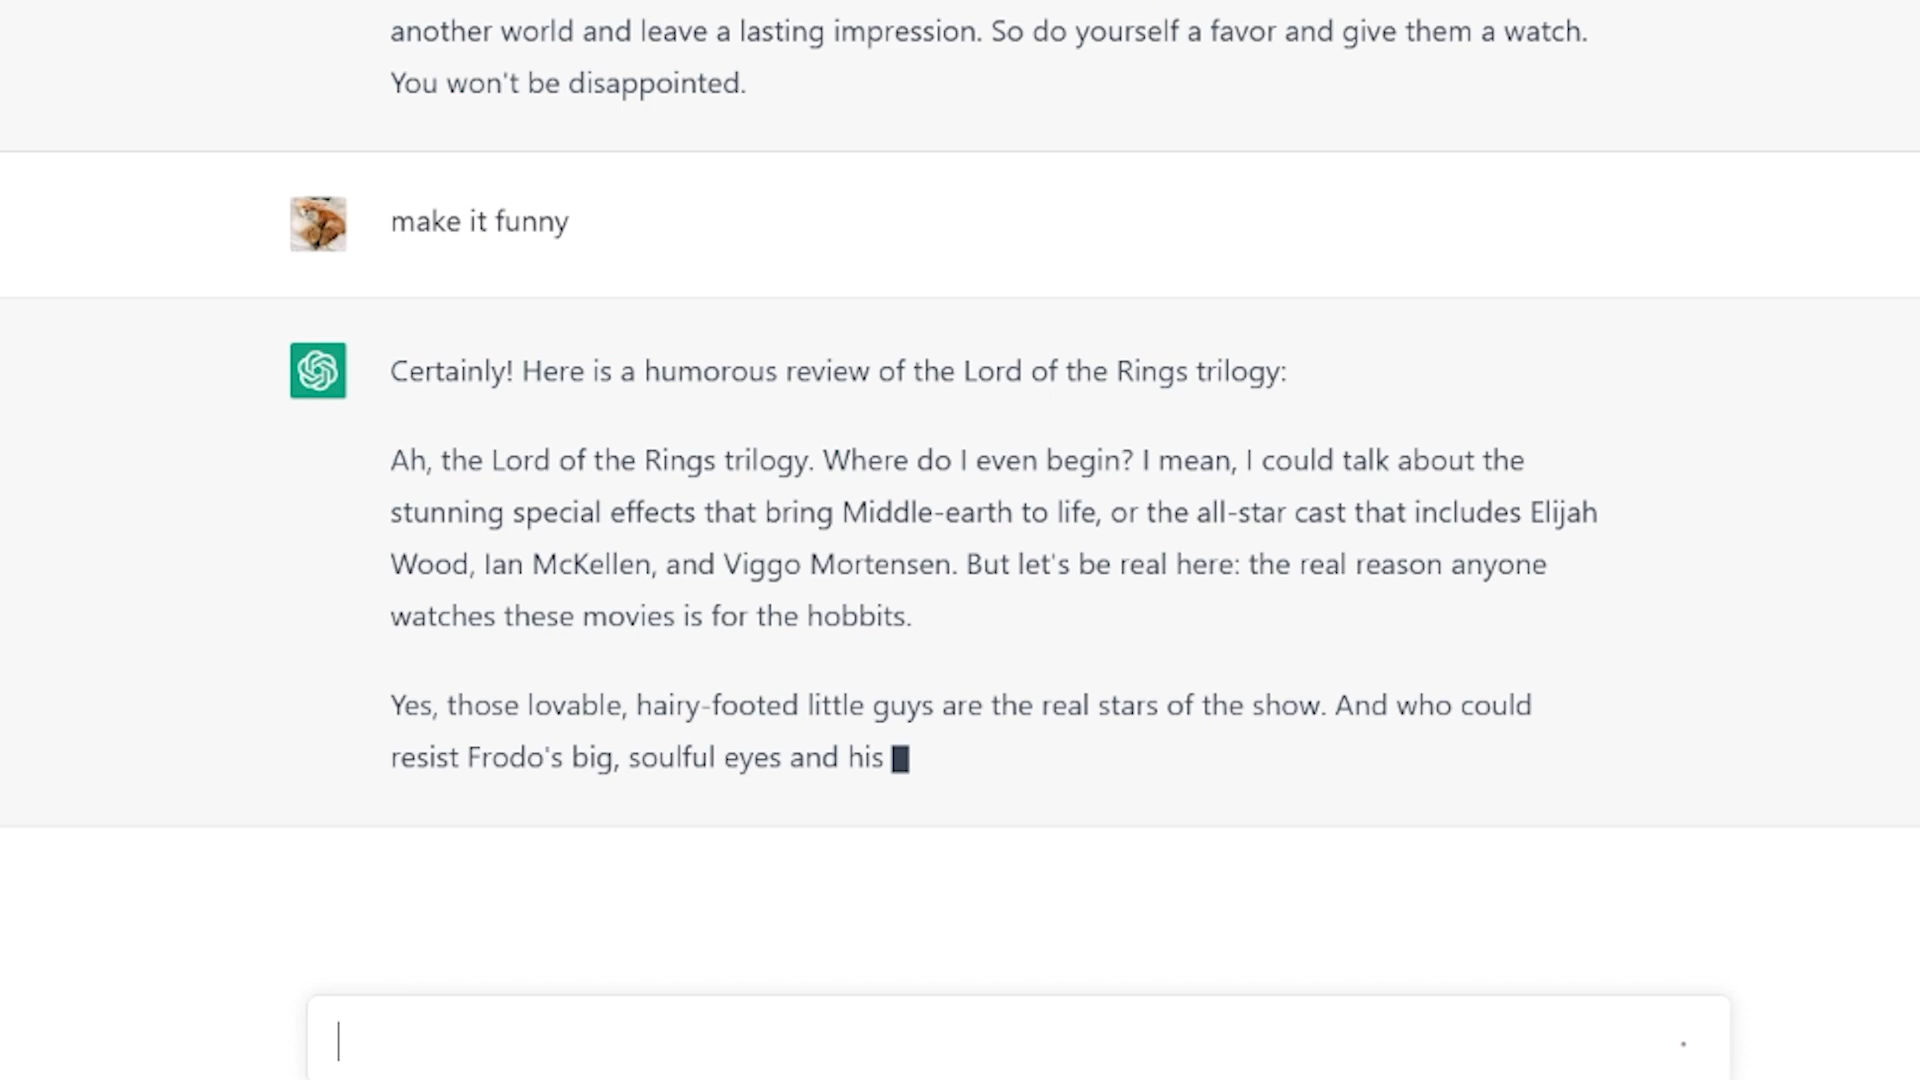 another world and leave a lasting impression. So do yourself a favor and give them a watch.
You won't be disappointed.
make it funny
Certainly! Here is a humorous review of the Lord of the Rings trilogy:
Ah, the Lord of the Rings trilogy. Where do I even begin? I mean, I could talk about the
stunning special effects that bring Middle-earth to life, or the all-star cast that includes Elijah
Wood, Ian McKellen, and Viggo Mortensen. But let's be real here: the real reason anyone
watches these movies is for the hobbits.
Yes, those lovable, hairy-footed little guys are the real stars of the show. And who could
resist Frodo's big, soulful eyes and his